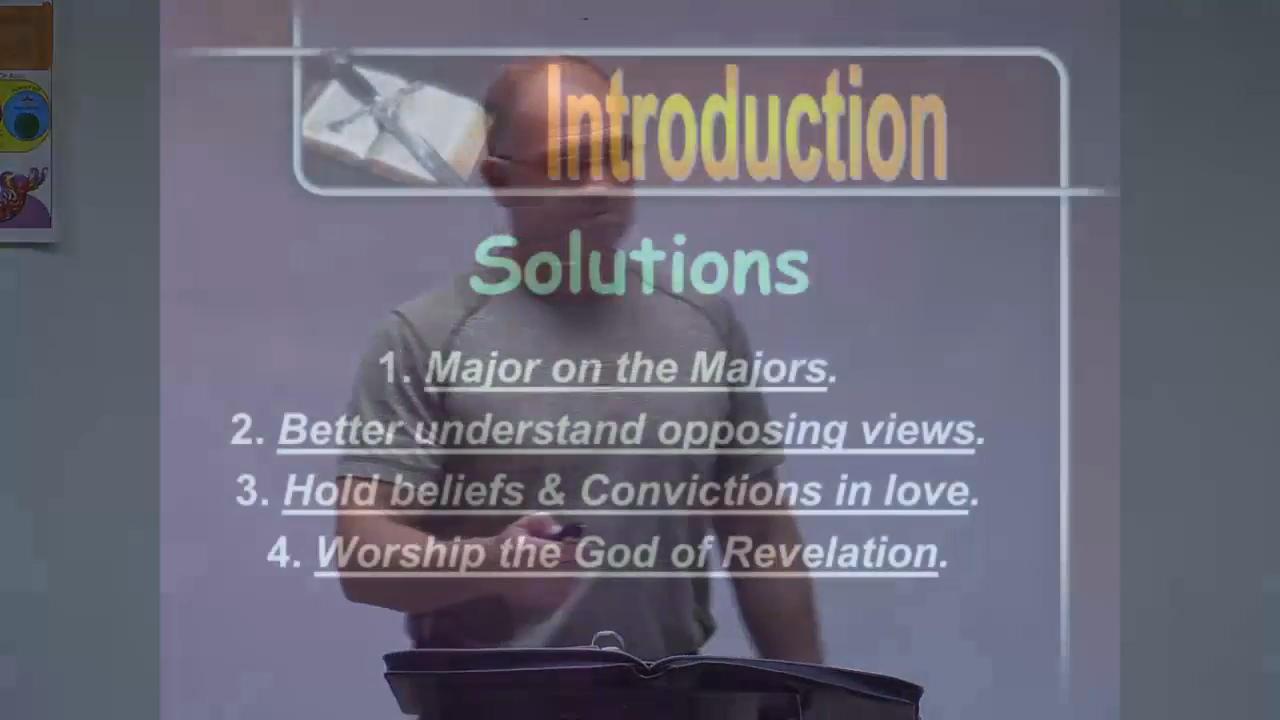 Introduction
Solutions
1. Major on the Majors.
2. Better understand opposing views.
3. Hold beliefs & Convictions in love.
4. Worship the God of Revelation.